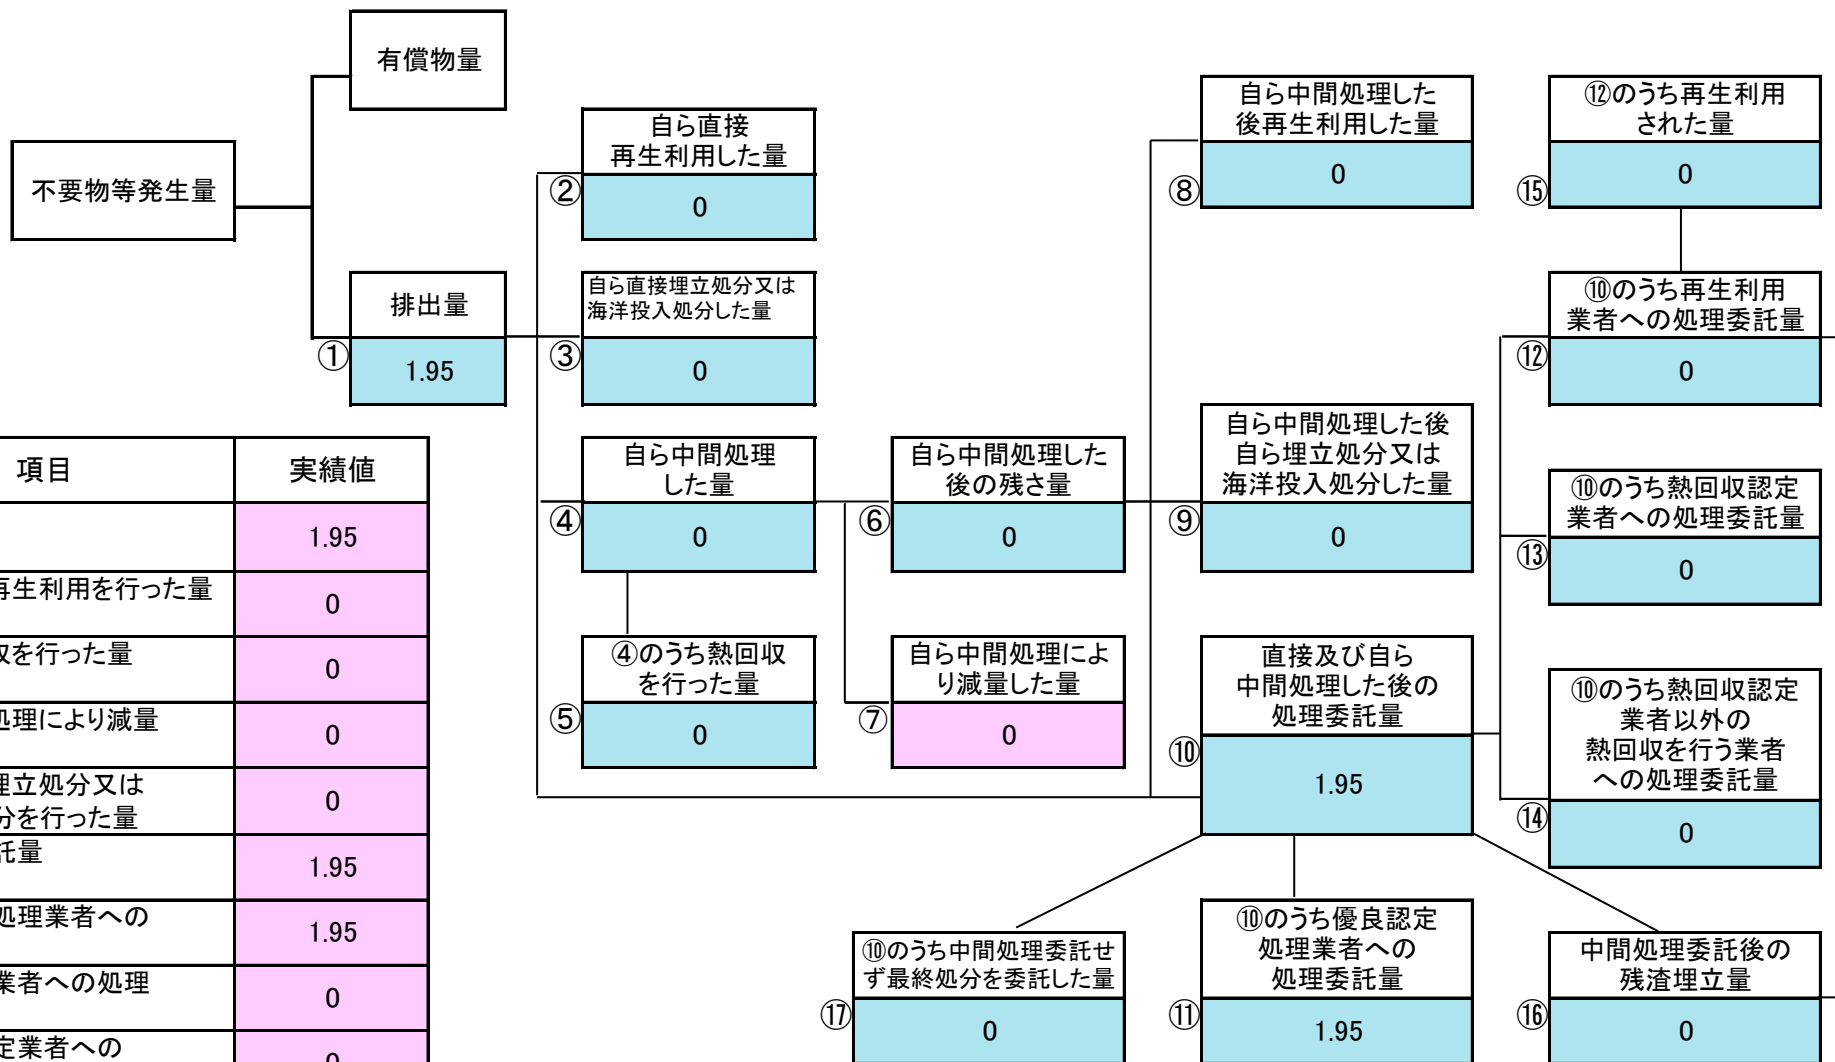 有償物量
不要物等発生量
排出量
①
1.95
自ら直接
再生利用した量
②
0
自ら直接埋立処分又は
海洋投入処分した量
③
0
自ら中間処理
した量
④
0
④のうち熱回収
を行った量
⑤
0
自ら中間処理した
後の残さ量
⑥
0
自ら中間処理によ
り減量した量
⑦
0
自ら中間処理した
後再生利用した量
⑧
0
自ら中間処理した後
自ら埋立処分又は
海洋投入処分した量
⑨
0
直接及び自ら
中間処理した後の
処理委託量
⑩
1.95
⑩のうち優良認定
処理業者への
処理委託量
⑪
1.95
⑩のうち再生利用
業者への処理委託量
⑫
0
⑩のうち熱回収認定
業者への処理委託量
⑬
0
⑩のうち熱回収認定
業者以外の
熱回収を行う業者
への処理委託量
⑭
0
⑫のうち再生利用
された量
⑮
0
中間処理委託後の
残渣埋立量
⑯
0
⑩のうち中間処理委託せ
ず最終処分を委託した量
⑰
0
項目 実績値
1.95
再生利用を行った量 0
収を行った量 0
処理により減量 0
埋立処分又は
分を行った量 0
託量 1.95
処理業者への 1.95
業者への処理 0
定業者への 0